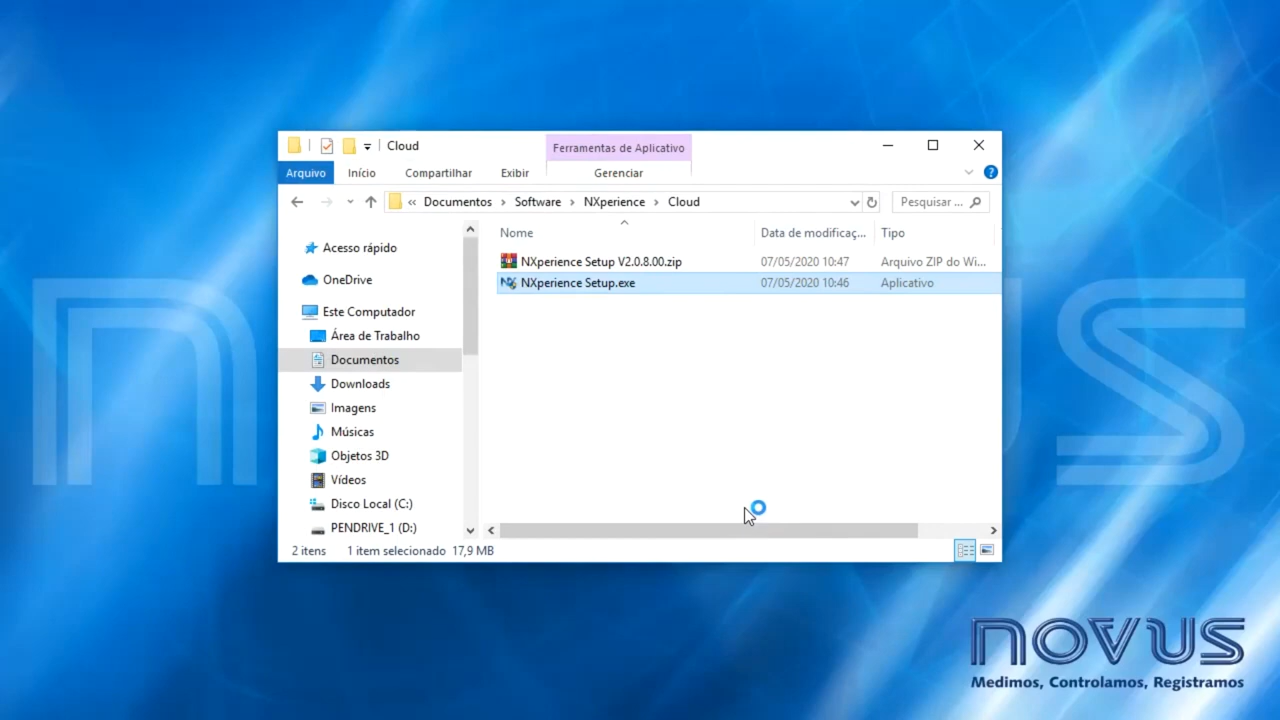 Cloud
Ferramentas de Aplicativo
Arquivo Início Compartilhar Exibir Gerenciar
« Documentos > Software > NXperience > Cloud
Pesquisar ...
Nome Data de modificaç... Tipo
NXperience Setup V2.0.8.00.zip 07/05/2020 10:47 Arquivo ZIP do Wi...
NXperience Setup.exe 07/05/2020 10:46 Aplicativo
Acesso rápido
OneDrive
Este Computador
Área de Trabalho
Documentos
Downloads
Imagens
Músicas
Objetos 3D
Vídeos
Disco Local (C:)
PENDRIVE_1 (D:)
2 itens 1 item selecionado 17,9 MB
novus
Medimos, Controlamos, Registramos